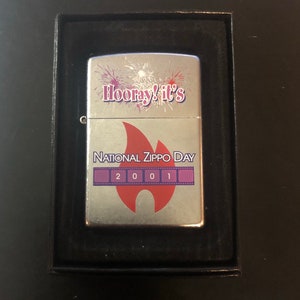 Hooray! it's
NATIONAL ZIPPO DAY
2001